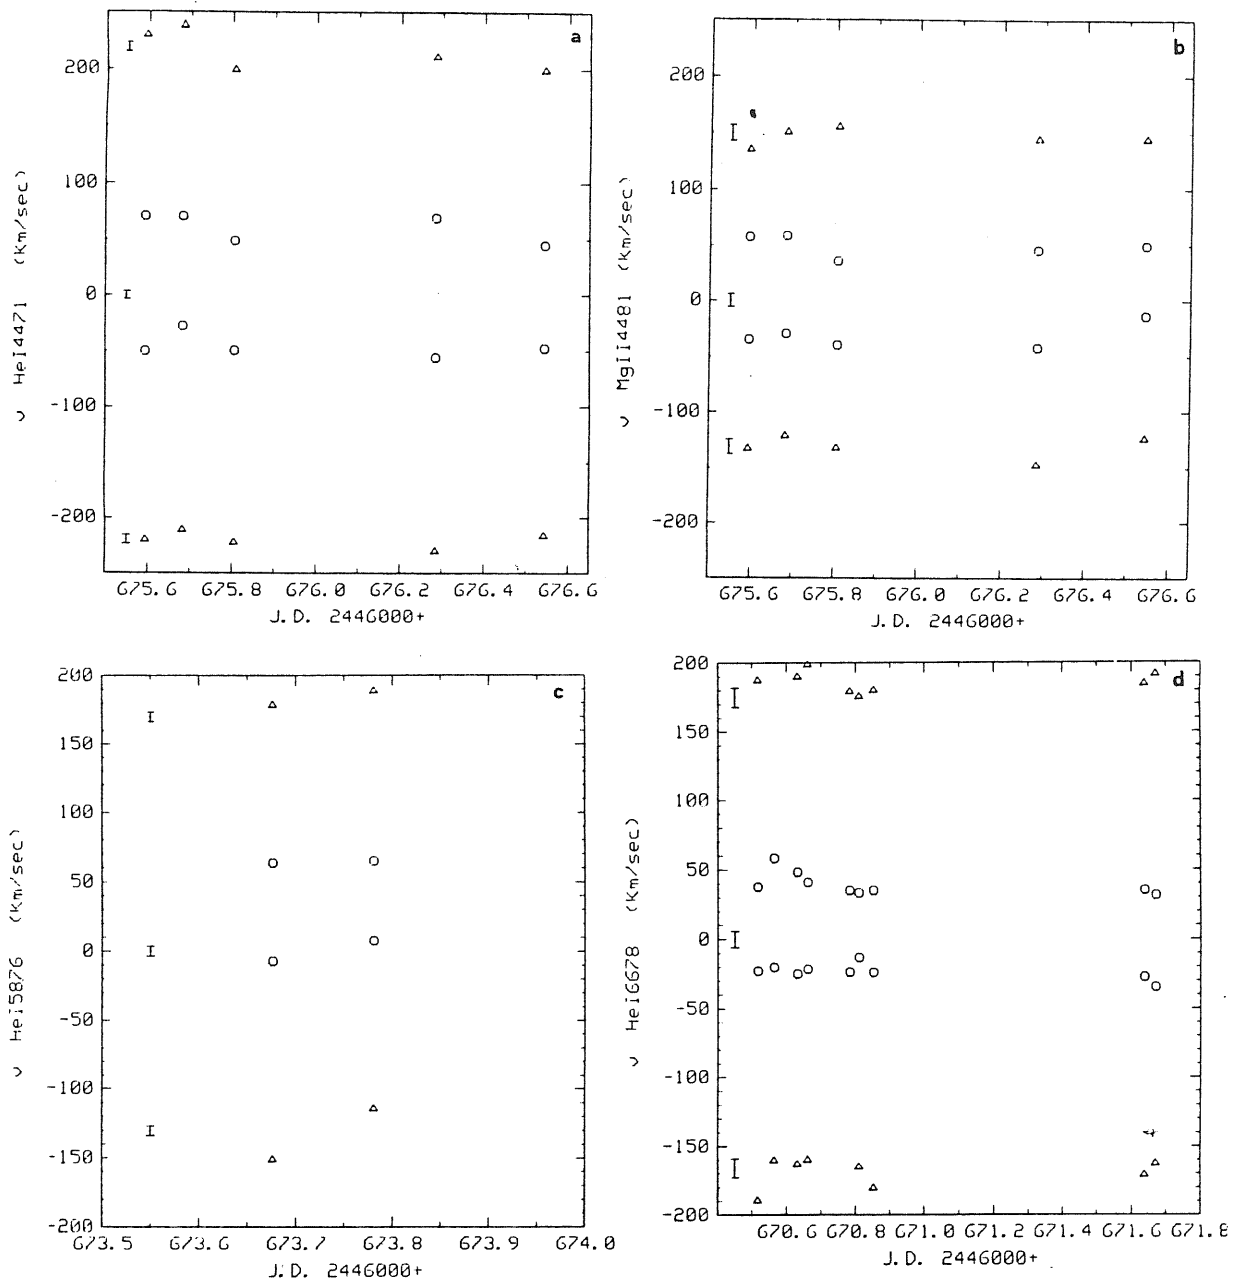 a
200
100
0
-100
-200
υ HeI4471 (Km/sec)
675.6 675.8 676.0 676.2 676.4 676.6
J.D. 2446000+
b
200
100
0
-100
-200
υ MgII4481 (Km/sec)
675.6 675.8 676.0 676.2 676.4 676.6
J.D. 2446000+
c
200
150
100
50
0
-50
-100
-150
-200
υ HeI5876 (Km/sec)
673.5 673.6 673.7 673.8 673.9 674.0
J.D. 2446000+
d
200
150
100
50
0
-50
-100
-150
-200
υ HeI6678 (Km/sec)
670.6 670.8 671.0 671.2 671.4 671.6 671.8
J.D. 2446000+